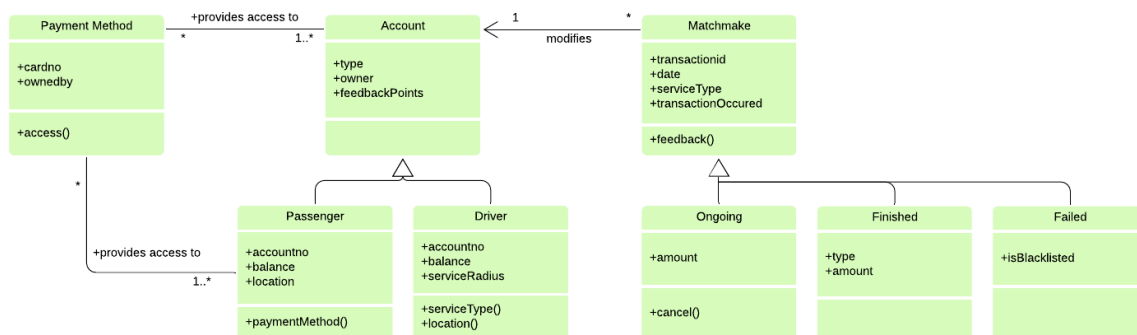 Payment Method
+cardno
+ownedby
+access()
+provides access to
*
1..*
Account
+type
+owner
+feedbackPoints
1
*
modifies
Matchmake
+transactionid
+date
+serviceType
+transactionOccured
+feedback()
*
+provides access to
1..*
Passenger
+accountno
+balance
+location
+paymentMethod()
Driver
+accountno
+balance
+serviceRadius
+serviceType()
+location()
Ongoing
+amount
+cancel()
Finished
+type
+amount
Failed
+isBlacklisted